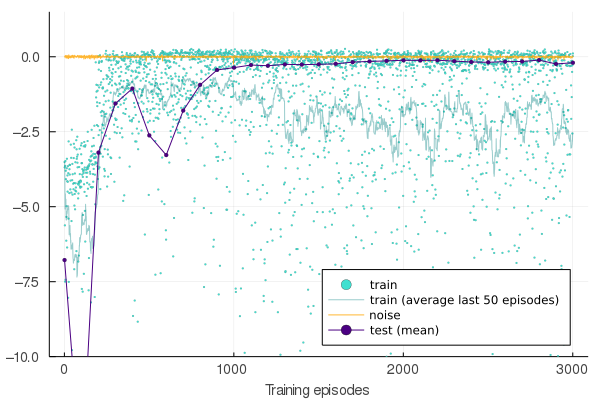 0.0
−2.5
−5.0
−7.5
−10.0
train
train (average last 50 episodes)
noise
test (mean)
0 1000 2000 3000
Training episodes